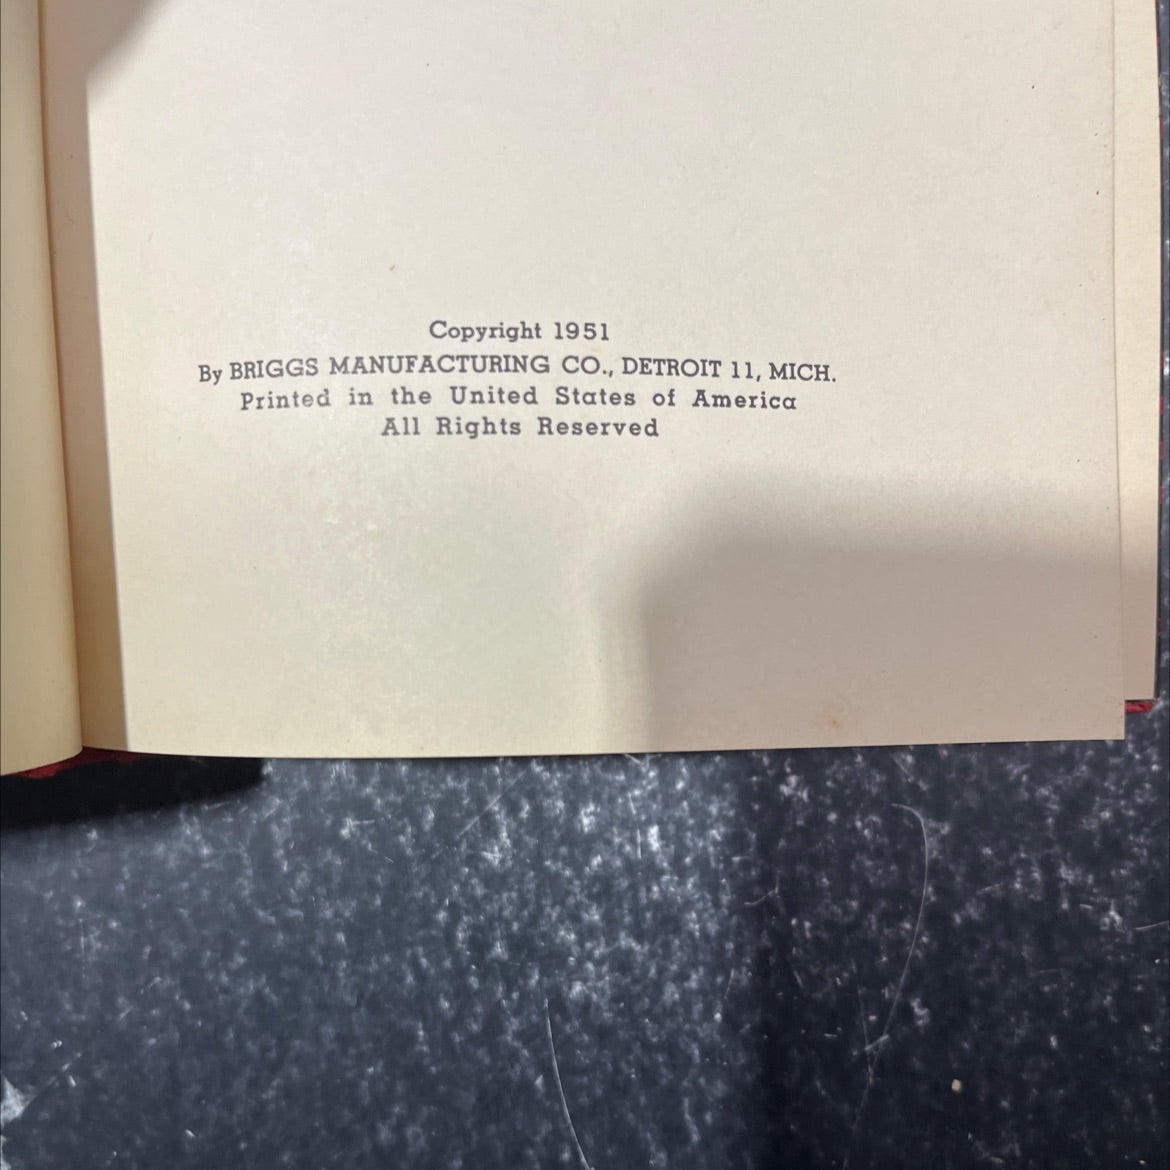 Copyright 1951
By BRIGGS MANUFACTURING CO., DETROIT 11, MICH.
Printed in the United States of America
All Rights Reserved